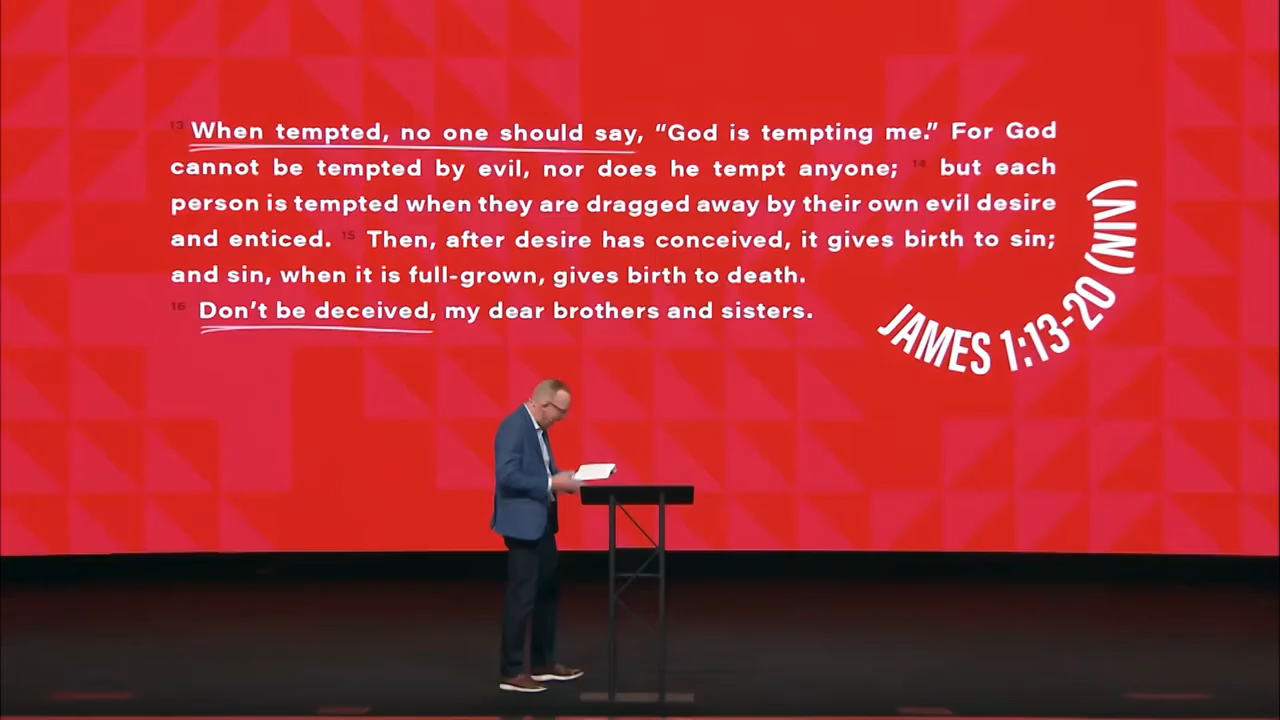 13 When tempted, no one should say, “God is tempting me.” For God
cannot be tempted by evil, nor does he tempt anyone; 14 but each
person is tempted when they are dragged away by their own evil desire
and enticed. 15 Then, after desire has conceived, it gives birth to sin;
and sin, when it is full-grown, gives birth to death.
16 Don’t be deceived, my dear brothers and sisters.
JAMES 1:13-20 (NIV)